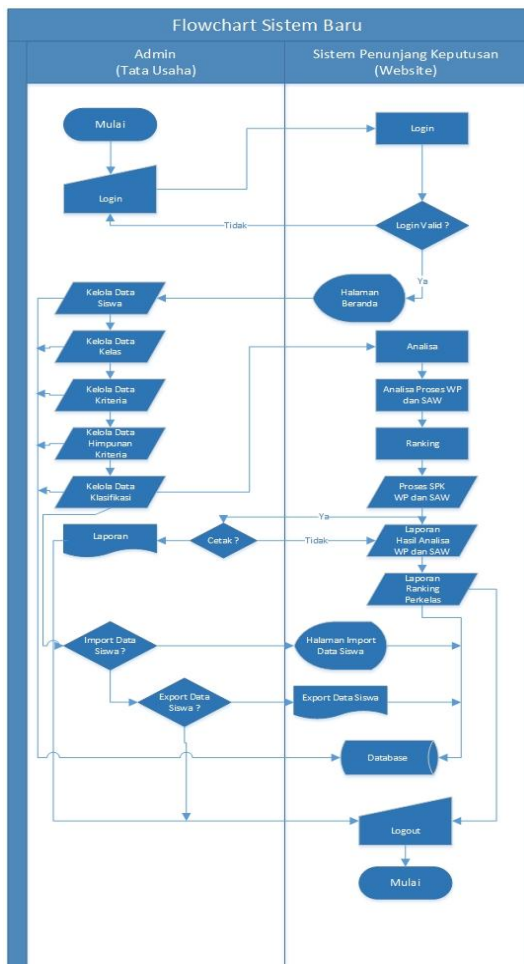 Flowchart Sistem Baru
Admin
(Tata Usaha)
Sistem Penunjang Keputusan
(Website)
Mulai
Login
Login
Login Valid ?
Tidak
Ya
Halaman
Beranda
Kelola Data
Siswa
Kelola Data
Kelas
Kelola Data
Kriteria
Kelola Data
Himpunan
Kriteria
Kelola Data
Klasifikasi
Analisa
Analisa Proses WP
dan SAW
Ranking
Proses SPK
WP dan SAW
Ya
Laporan
Cetak ?
Tidak
Laporan
Hasil Analisa
WP dan SAW
Laporan
Ranking
Perkelas
Import Data
Siswa ?
Halaman Import
Data Siswa
Export Data
Siswa ?
Export Data Siswa
Database
Logout
Mulai